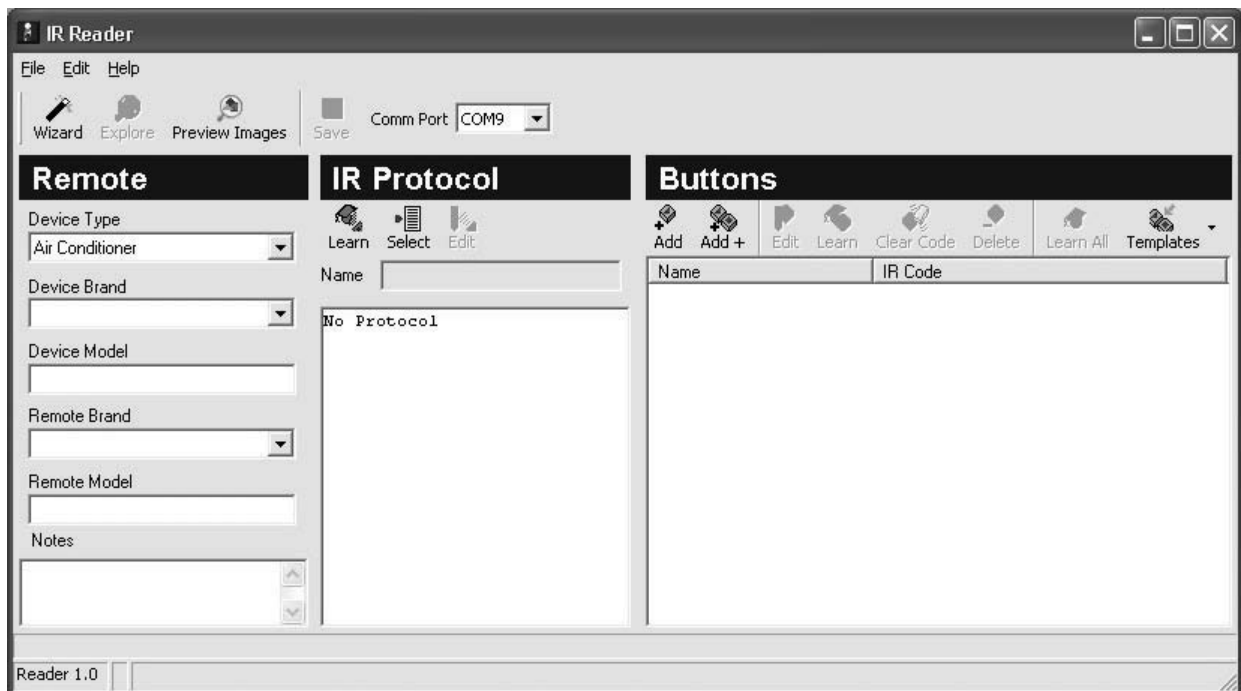 IR Reader
File Edit Help
Wizard Explore Preview Images Save Comm Port COM9
Remote IR Protocol Buttons
Device Type
Air Conditioner
Device Brand
Device Model
Remote Brand
Remote Model
Notes
Learn Select Edit
Name
No Protocol
Add Add + Edit Learn Clear Code Delete Learn All Templates
Name IR Code
Reader 1.0